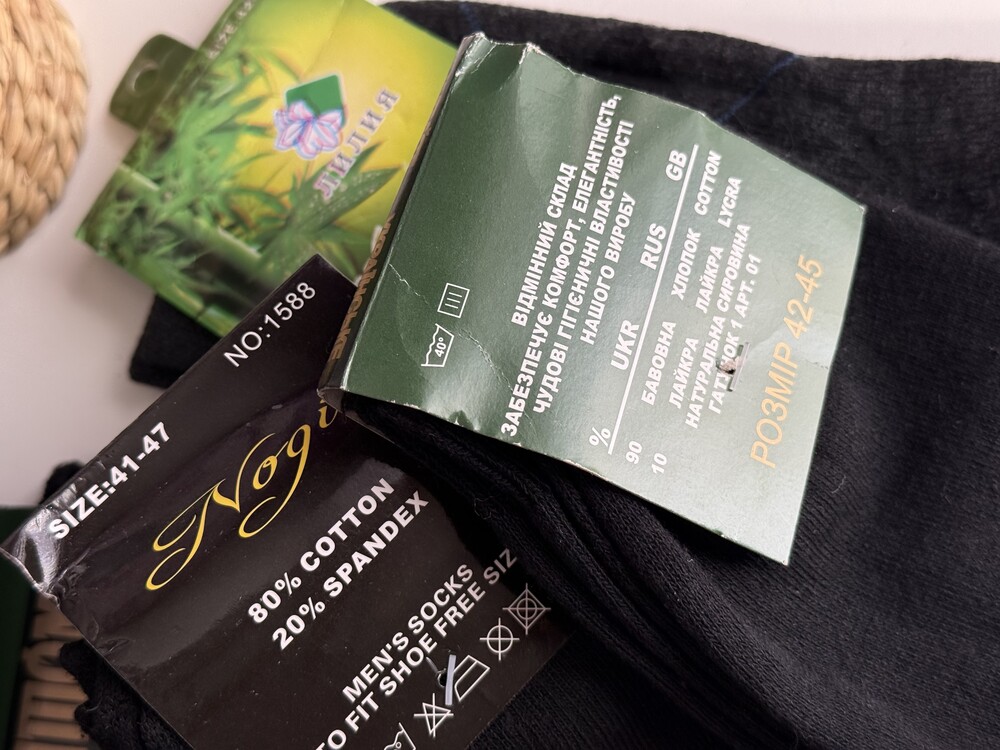 ЛИЛИЯ
ВІДМІННИЙ СКЛАД
ЗАБЕЗПЕЧУЄ КОМФОРТ, ЕЛЕГАНТНІСТЬ,
ЧУДОВІ ГІГІЄНИЧНІ ВЛАСТИВОСТІ
НАШОГО ВИРОБУ
% UKR RUS GB
90 БАВОВНА ХЛОПОК COTTON
10 ЛАЙКРА ЛАЙКРА LYCRA
НАТУРАЛЬНА СИРОВИНА
ГАТУНОК 1 АРТ. 01
РОЗМІР 42-45
40°
NO:1588
SIZE:41-47
80% COTTON
20% SPANDEX
MEN'S SOCKS
TO FIT SHOE FREE SIZ